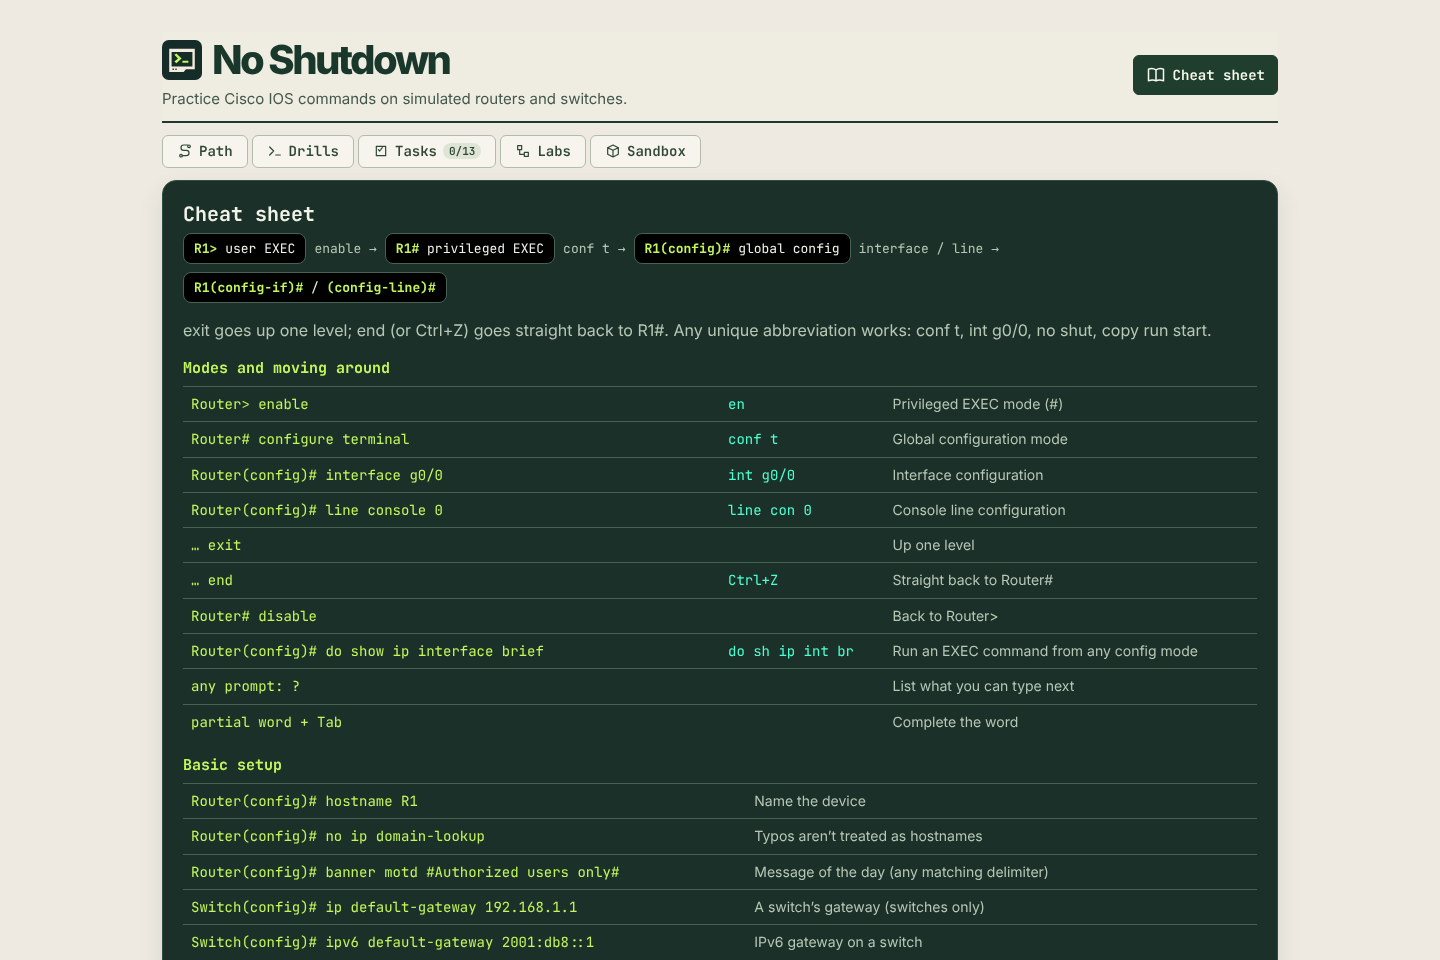 No Shutdown
Practice Cisco IOS commands on simulated routers and switches.
Cheat sheet
Path
Drills
Tasks 0/13
Labs
Sandbox
Cheat sheet
R1> user EXEC enable → R1# privileged EXEC conf t → R1(config)# global config interface / line →
R1(config-if)# / (config-line)#
exit goes up one level; end (or Ctrl+Z) goes straight back to R1#. Any unique abbreviation works: conf t, int g0/0, no shut, copy run start.
Modes and moving around
Router> enable en Privileged EXEC mode (#)
Router# configure terminal conf t Global configuration mode
Router(config)# interface g0/0 int g0/0 Interface configuration
Router(config)# line console 0 line con 0 Console line configuration
… exit Up one level
… end Ctrl+Z Straight back to Router#
Router# disable Back to Router>
Router(config)# do show ip interface brief do sh ip int br Run an EXEC command from any config mode
any prompt: ? List what you can type next
partial word + Tab Complete the word
Basic setup
Router(config)# hostname R1 Name the device
Router(config)# no ip domain-lookup Typos aren’t treated as hostnames
Router(config)# banner motd #Authorized users only# Message of the day (any matching delimiter)
Switch(config)# ip default-gateway 192.168.1.1 A switch’s gateway (switches only)
Switch(config)# ipv6 default-gateway 2001:db8::1 IPv6 gateway on a switch